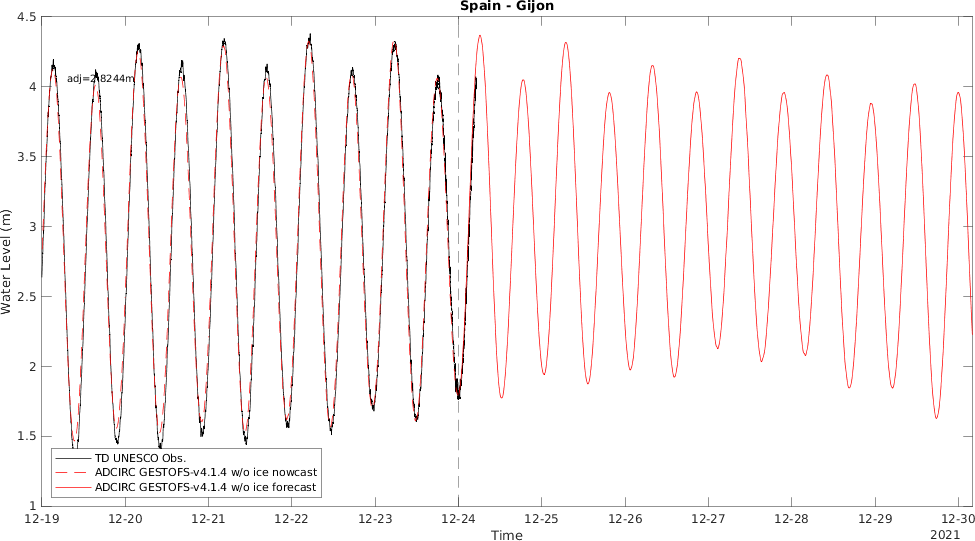 Spain - Gijon
4.5
4
3.5
3
2.5
2
1.5
1
Water Level (m)
adj=2.8244m
TD UNESCO Obs.
ADCIRC GESTOFS-v4.1.4 w/o ice nowcast
ADCIRC GESTOFS-v4.1.4 w/o ice forecast
12-19 12-20 12-21 12-22 12-23 12-24 12-25 12-26 12-27 12-28 12-29 12-30
Time
2021